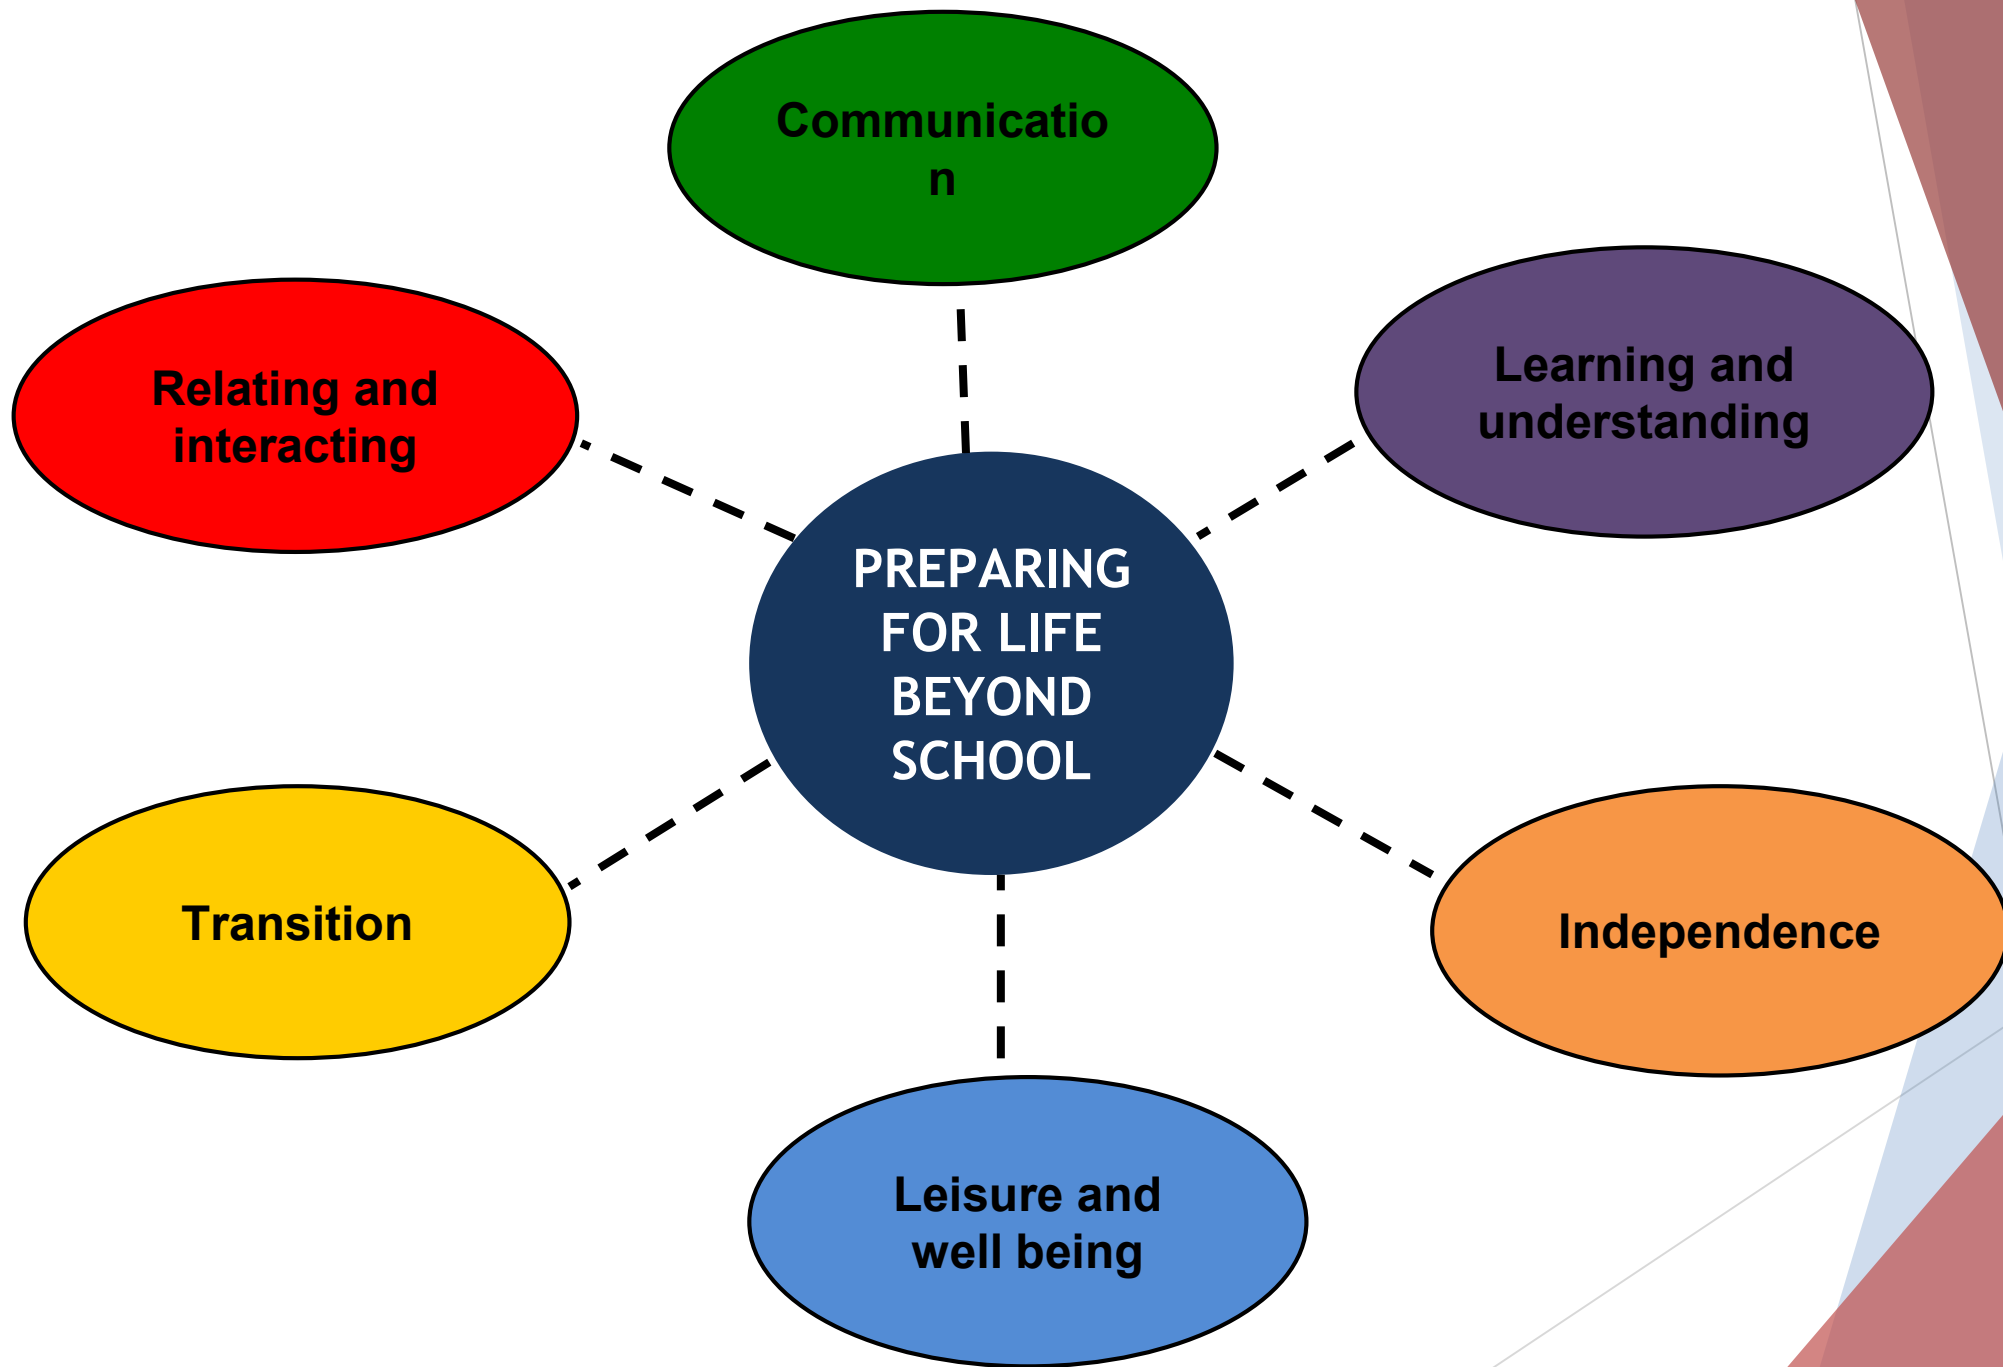 Communicatio
n
Relating and
interacting
Learning and
understanding
PREPARING
FOR LIFE
BEYOND
SCHOOL
Transition
Independence
Leisure and
well being